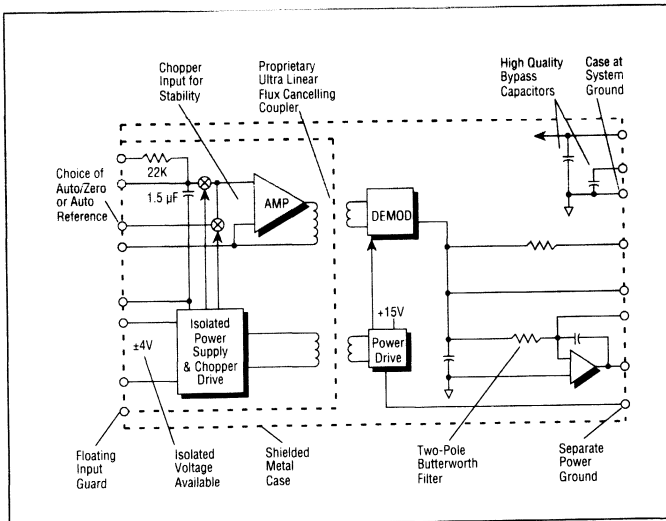 Chopper
Input for
Stability
Proprietary
Ultra Linear
Flux Cancelling
Coupler
High Quality
Bypass
Capacitors
Case at
System
Ground
Choice of
Auto/Zero
or Auto
Reference
22K
1.5 µF
AMP
DEMOD
+15V
Power
Drive
±4V
Isolated
Power
Supply
& Chopper
Drive
Floating
Input
Guard
Isolated
Voltage
Available
Shielded
Metal
Case
Two-Pole
Butterworth
Filter
Separate
Power
Ground